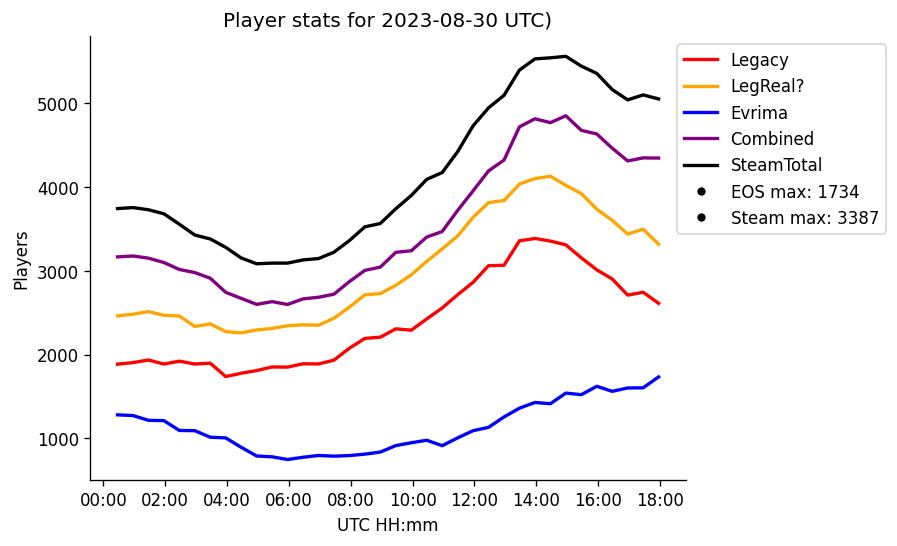 Player stats for 2023-08-30 UTC)
Legacy
LegReal?
Evrima
Combined
SteamTotal
EOS max: 1734
Steam max: 3387
Players
5000
4000
3000
2000
1000
00:00 02:00 04:00 06:00 08:00 10:00 12:00 14:00 16:00 18:00
UTC HH:mm